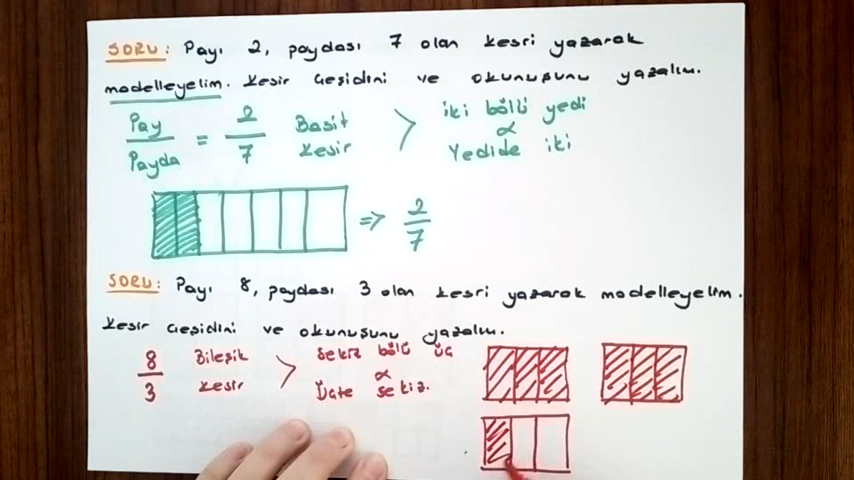 SORU: Payı 2, paydası 7 olan kesri yazarak
modelleyelim. Kesir çeşidini ve okunuşunu yazalım.
Pay
Payda
=
2
7
Basit
Kesir
>
iki bölü yedi
α
Yedide iki
=>
2
7
SORU: Payı 8, paydası 3 olan kesri yazarak modelleyelim.
Kesir çeşidini ve okunuşunu yazalım.
8
3
Bileşik
Kesir
>
Sekiz bölü üç
α
Üçte sekiz.